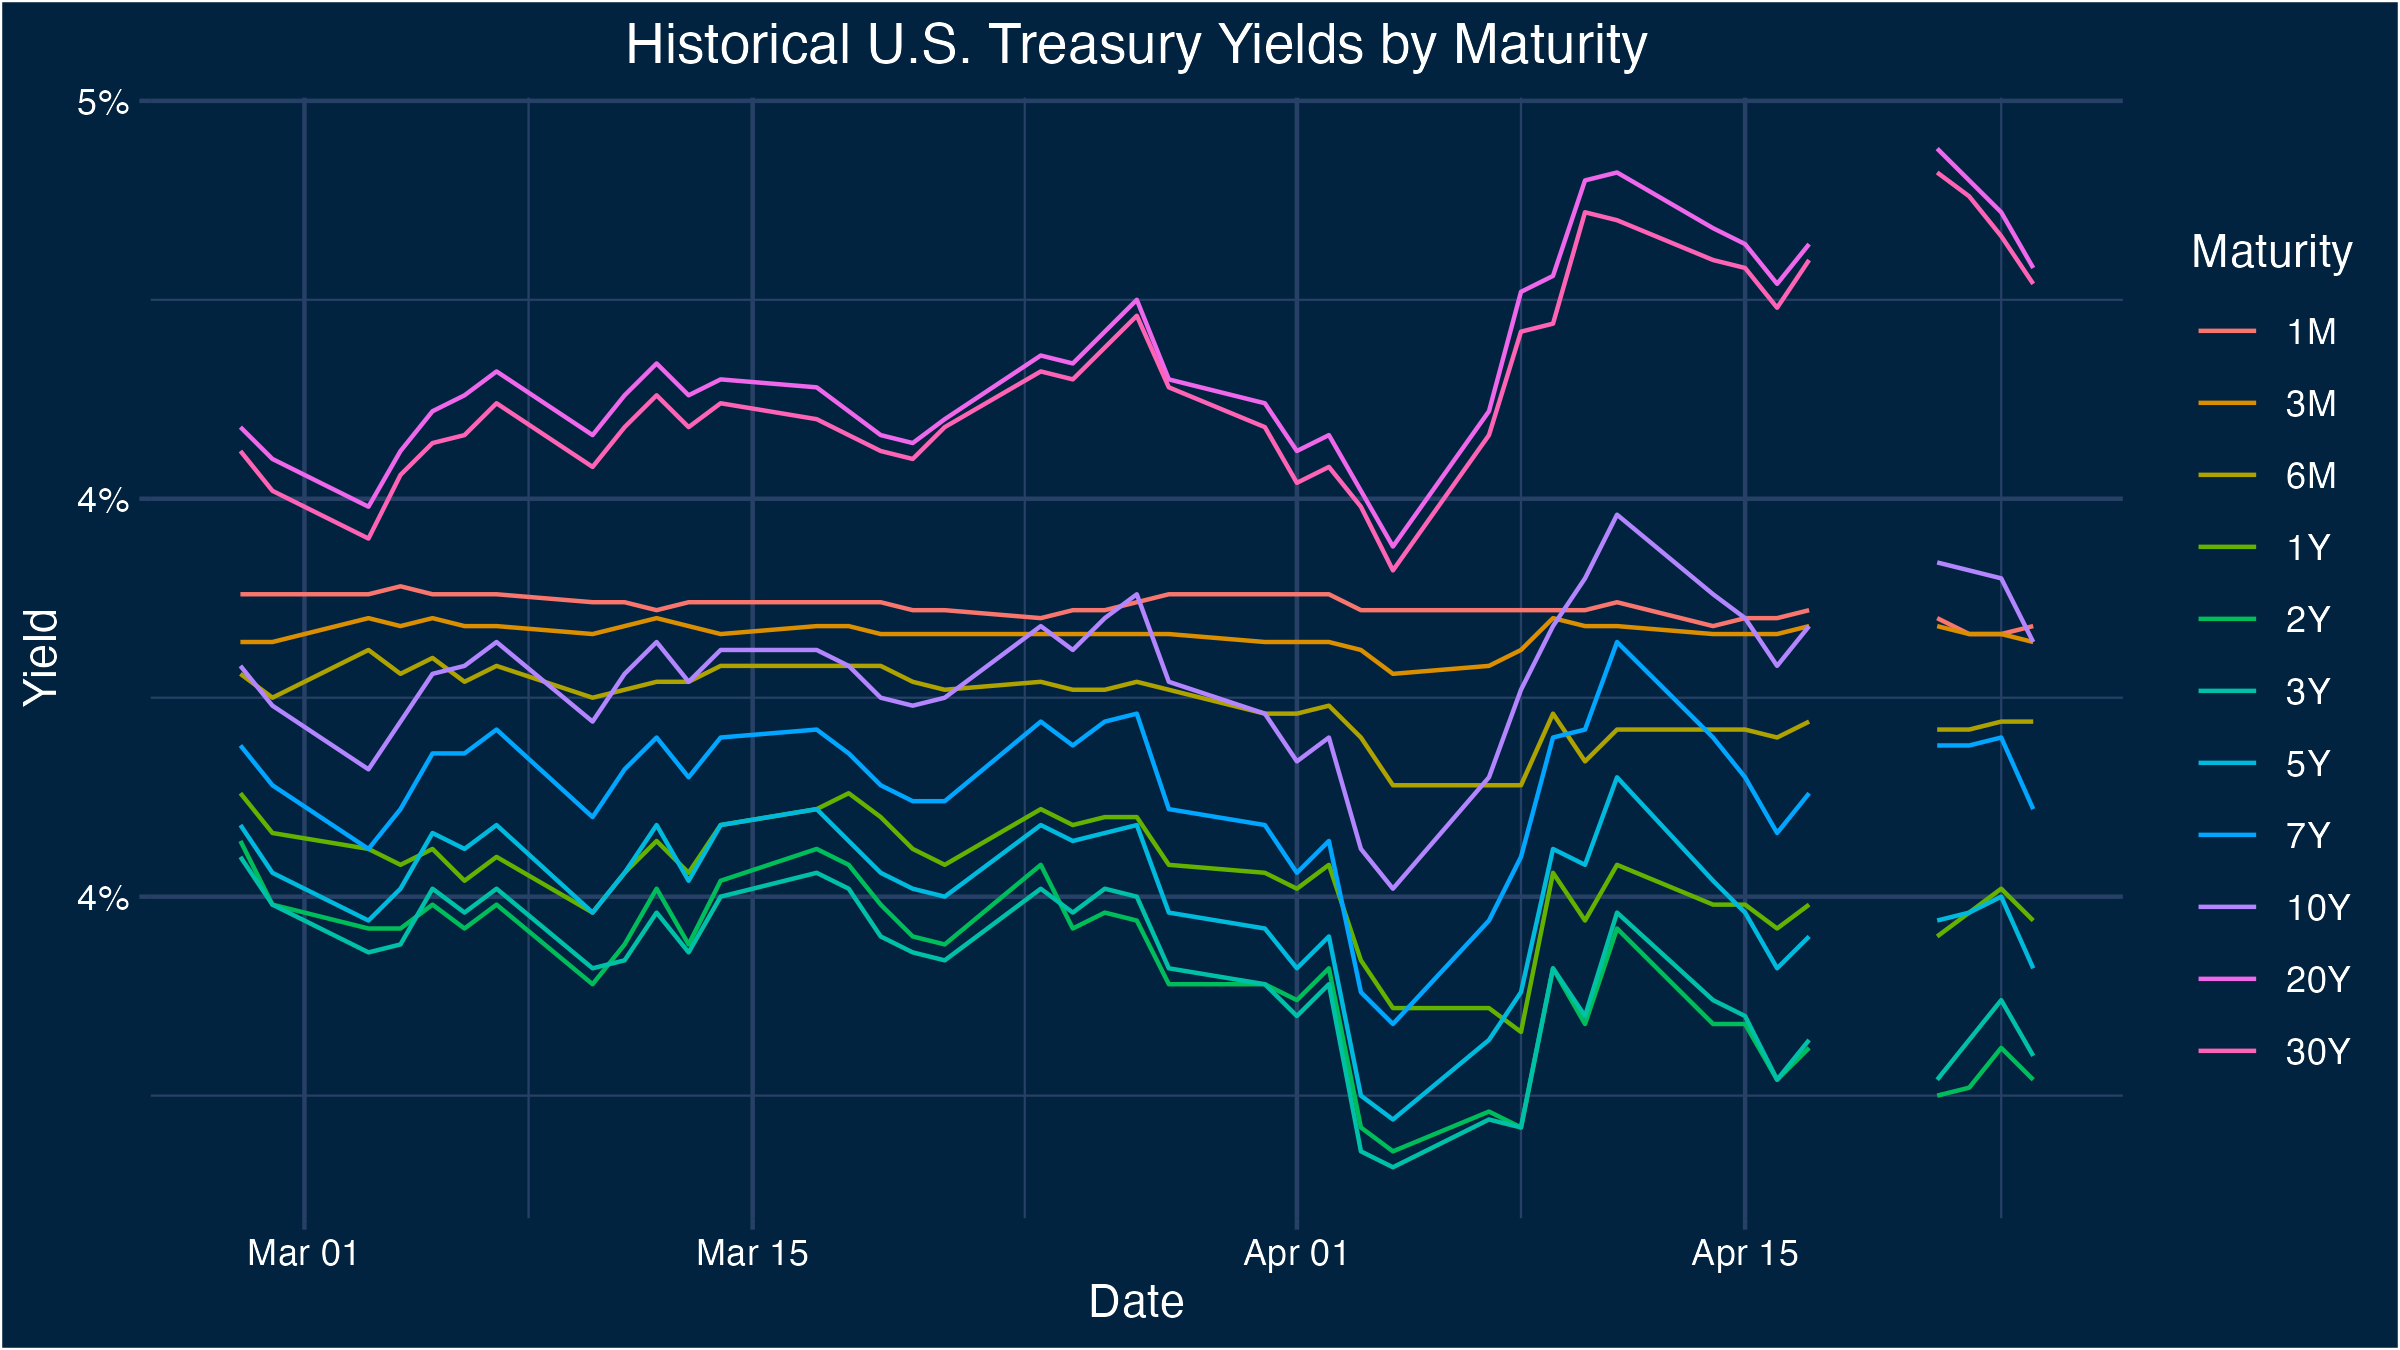 Historical U.S. Treasury Yields by Maturity
5%
4%
4%
Yield
Mar 01
Mar 15
Apr 01
Apr 15
Date
Maturity
1M
3M
6M
1Y
2Y
3Y
5Y
7Y
10Y
20Y
30Y